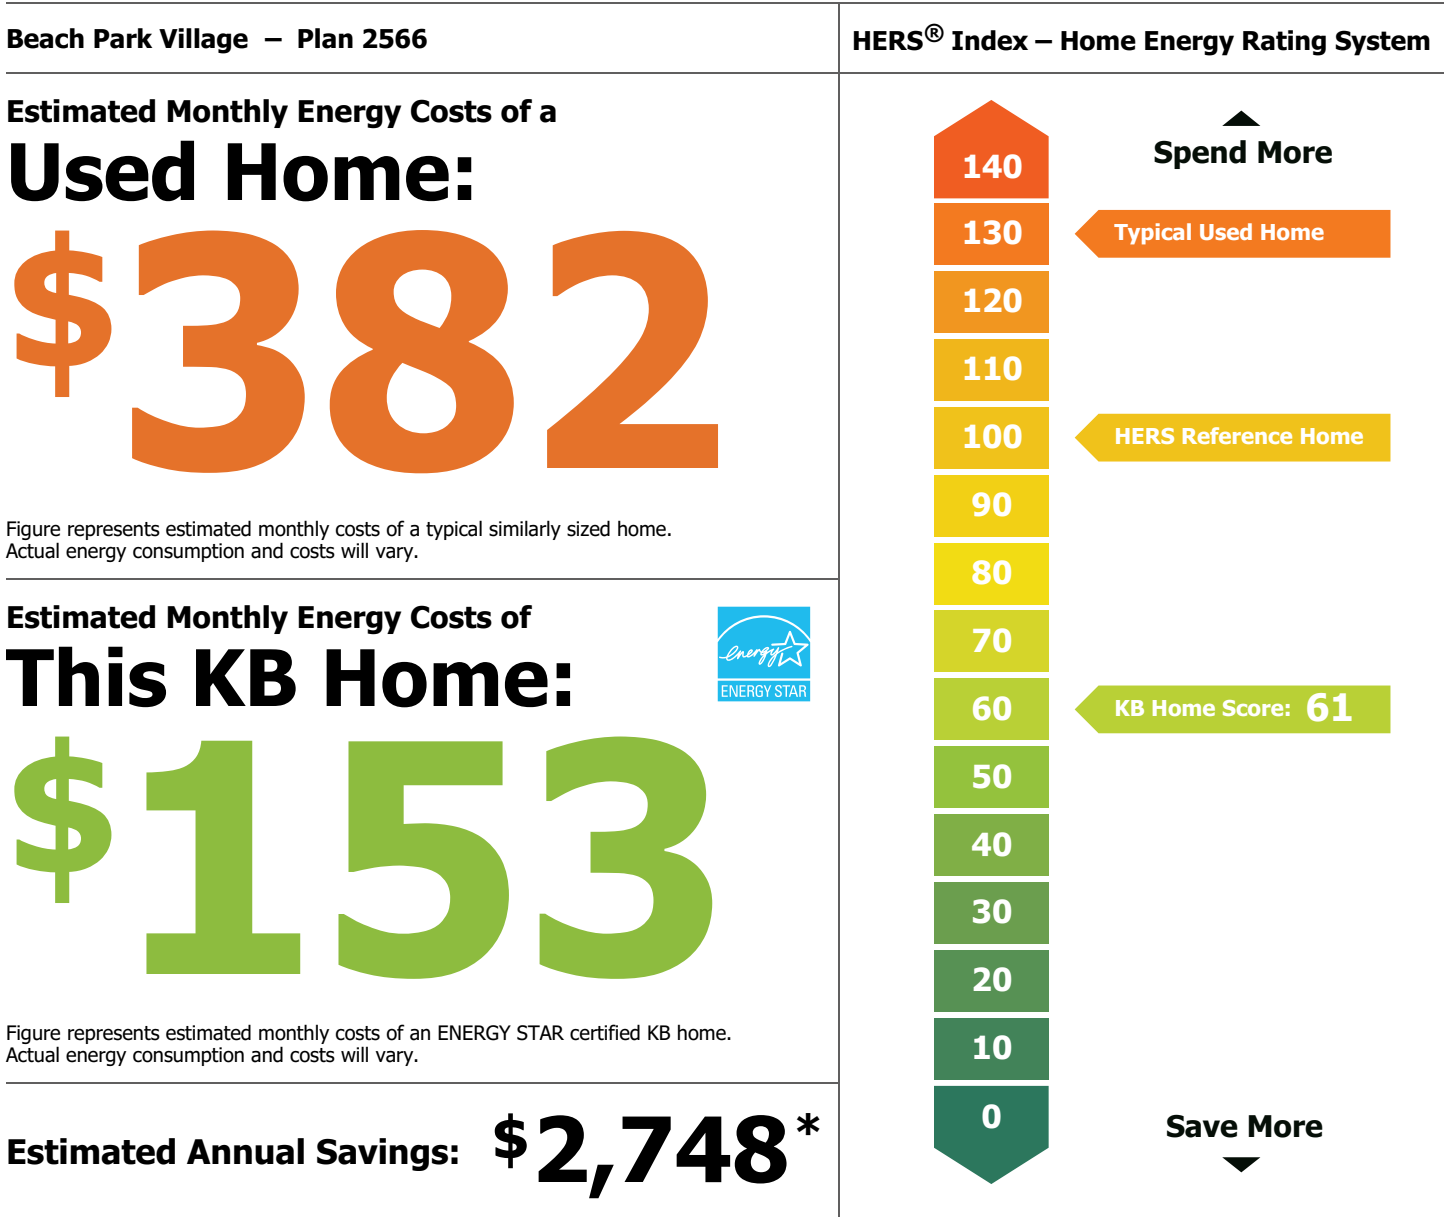 Beach Park Village – Plan 2566
Estimated Monthly Energy Costs of a
Used Home:
$382
Figure represents estimated monthly costs of a typical similarly sized home.
Actual energy consumption and costs will vary.
Estimated Monthly Energy Costs of
This KB Home:
energy
ENERGY STAR
$153
Figure represents estimated monthly costs of an ENERGY STAR certified KB home.
Actual energy consumption and costs will vary.
Estimated Annual Savings: $2,748*
HERS® Index – Home Energy Rating System
Spend More
140
130 Typical Used Home
120
110
100 HERS Reference Home
90
80
70
60 KB Home Score: 61
50
40
30
20
10
0
Save More